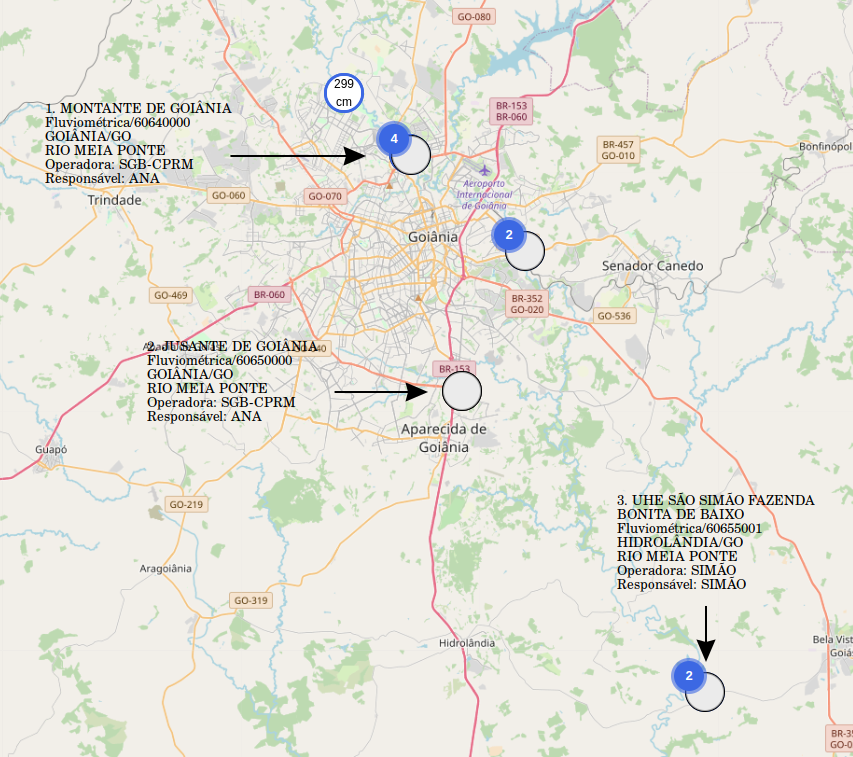 GO-080
299
cm
BR-153
BR-060
1. MONTANTE DE GOIÂNIA
Fluviométrica/60640000
GOIÂNIA/GO
RIO MEIA PONTE
Operadora: SGB-CPRM
Responsável: ANA
4
BR-457
GO-010
Bonfinópol
Aeroporto
Internacional
de Goiânia
Trindade
GO-060
GO-070
Goiânia
2
Senador Canedo
GO-469
BR-060
BR-352
GO-020
GO-536
2. JUSANTE DE GOIÂNIA
Fluviométrica/60650000
GOIÂNIA/GO
RIO MEIA PONTE
Operadora: SGB-CPRM
Responsável: ANA
BR-153
Aparecida de
Goiânia
Guapó
GO-219
3. UHE SÃO SIMÃO FAZENDA
BONITA DE BAIXO
Fluviométrica/60655001
HIDROLÂNDIA/GO
RIO MEIA PONTE
Operadora: SIMÃO
Responsável: SIMÃO
Aragoiânia
GO-319
Hidrolândia
Bela Vist
Goiás
2
BR-35
GO-0